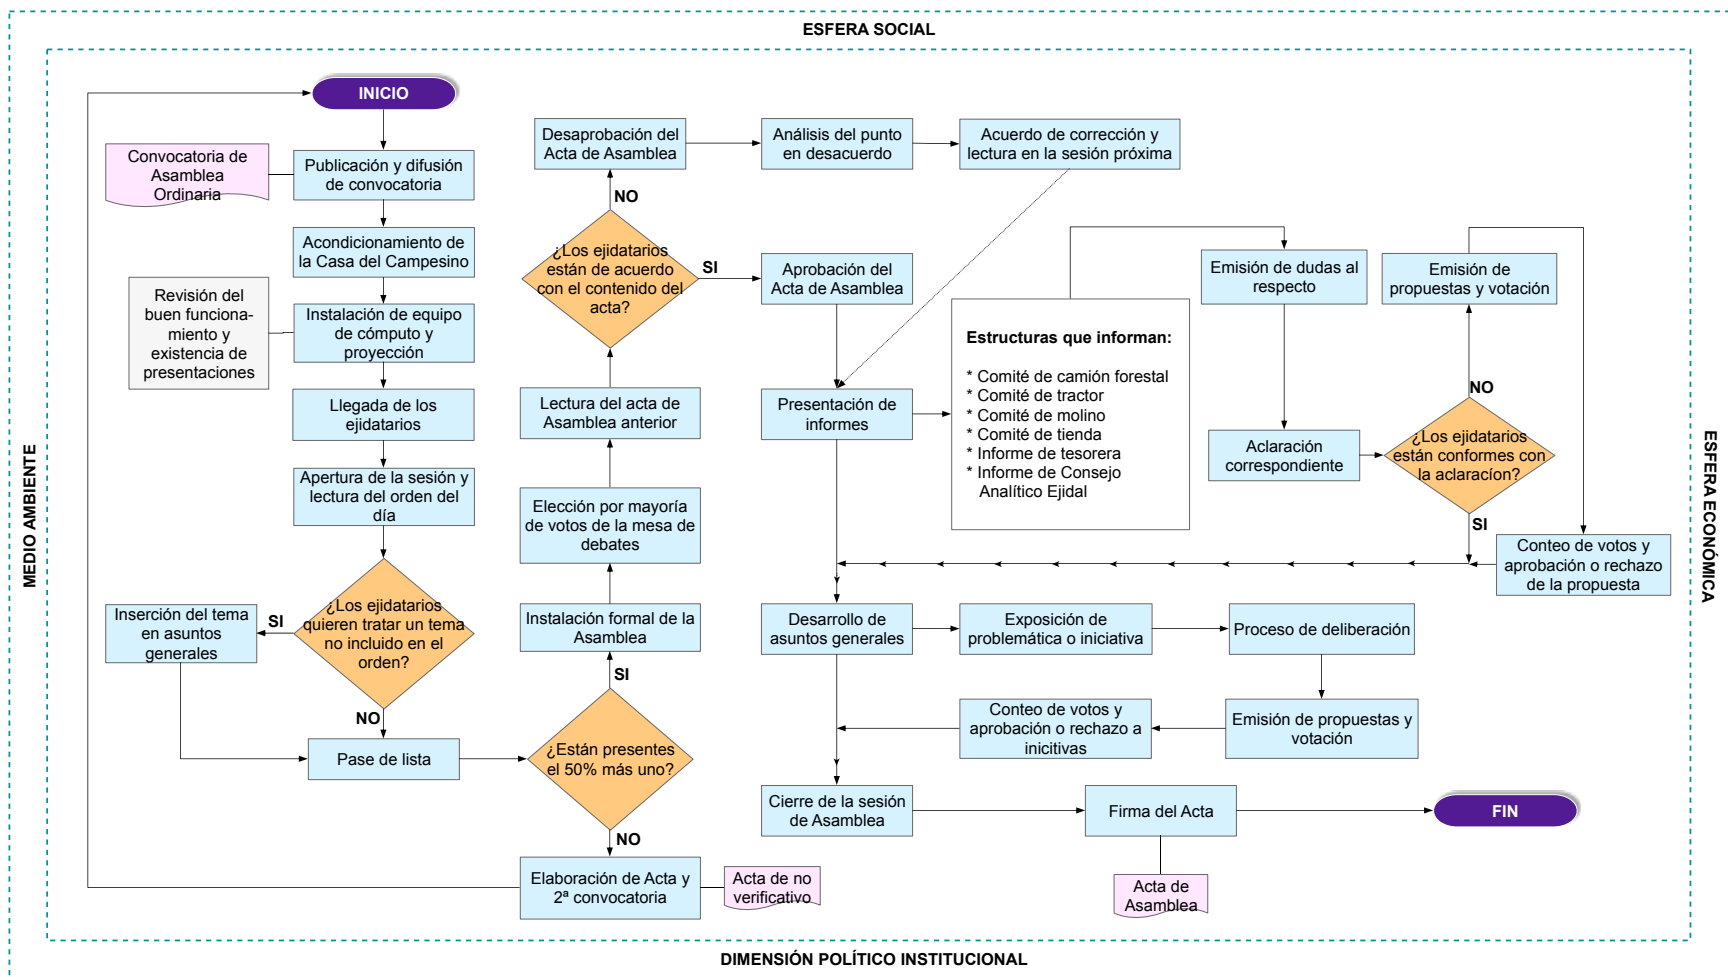 ESFERA SOCIAL
INICIO
Convocatoria de
Asamblea
Ordinaria
Publicación y difusión
de convocatoria
Acondicionamiento de
la Casa del Campesino
Revisión del
buen funciona-
miento y
existencia de
presentaciones
Instalación de equipo
de cómputo y
proyección
Llegada de los
ejidatarios
Apertura de la sesión y
lectura del orden del
día
¿Los ejidatarios
quieren tratar un tema
no incluido en el
orden?
SI
Inserción del tema
en asuntos
generales
NO
Pase de lista
¿Están presentes
el 50% más uno?
NO
Elaboración de Acta y
2ª convocatoria
Acta de no
verificativo
SI
Instalación formal de la
Asamblea
Elección por mayoría
de votos de la mesa de
debates
Lectura del acta de
Asamblea anterior
¿Los ejidatarios
están de acuerdo
con el contenido del
acta?
NO
Desaprobación del
Acta de Asamblea
Análisis del punto
en desacuerdo
Acuerdo de corrección y
lectura en la sesión próxima
SI
Aprobación del
Acta de Asamblea
Presentación de
informes
Estructuras que informan:
* Comité de camión forestal
* Comité de tractor
* Comité de molino
* Comité de tienda
* Informe de tesorera
* Informe de Consejo
Analítico Ejidal
Emisión de dudas al
respecto
Aclaración
correspondiente
¿Los ejidatarios
están conformes con
la aclaracíon?
NO
Emisión de
propuestas y votación
SI
Conteo de votos y
aprobación o rechazo
de la propuesta
Desarrollo de
asuntos generales
Exposición de
problemática o iniciativa
Proceso de deliberación
Emisión de propuestas y
votación
Conteo de votos y
aprobación o rechazo a
inicitivas
Cierre de la sesión
de Asamblea
Firma del Acta
Acta de
Asamblea
FIN
MEDIO AMBIENTE
ESFERA ECONÓMICA
DIMENSIÓN POLÍTICO INSTITUCIONAL